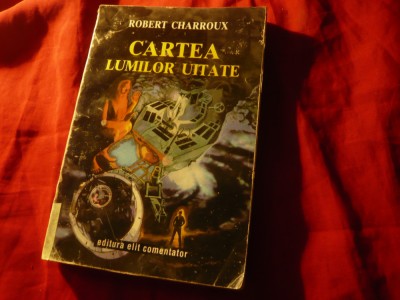 ROBERT CHARROUX
CARTEA
LUMILOR UITATE
editura elit comentator